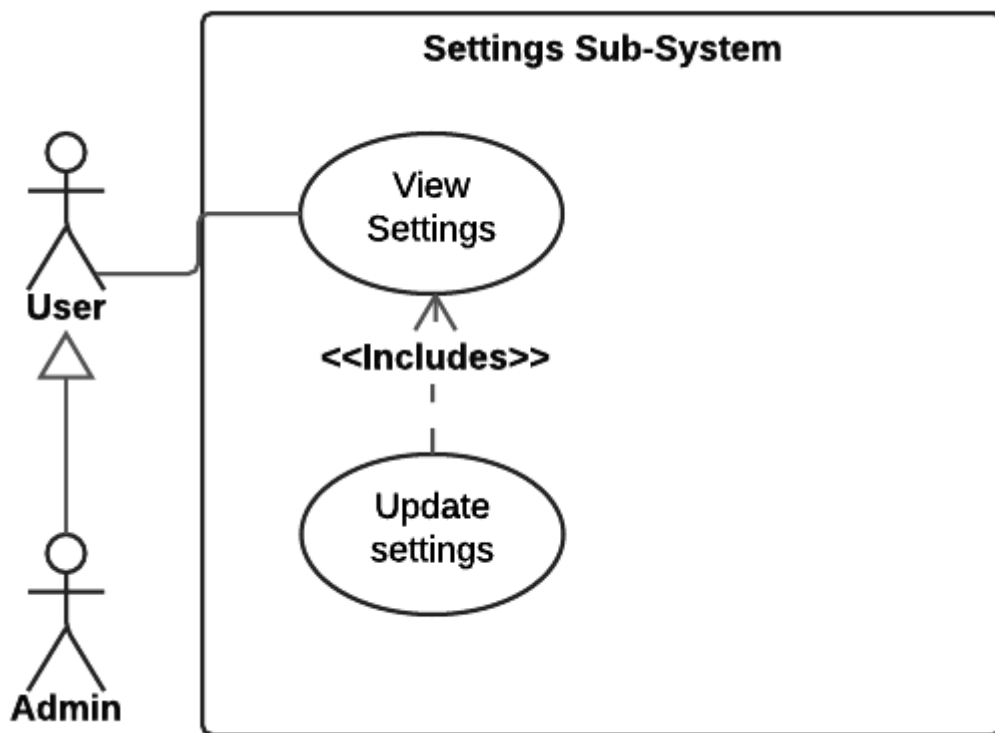 Settings Sub-System
View
Settings
User
<<Includes>>
Update
settings
Admin